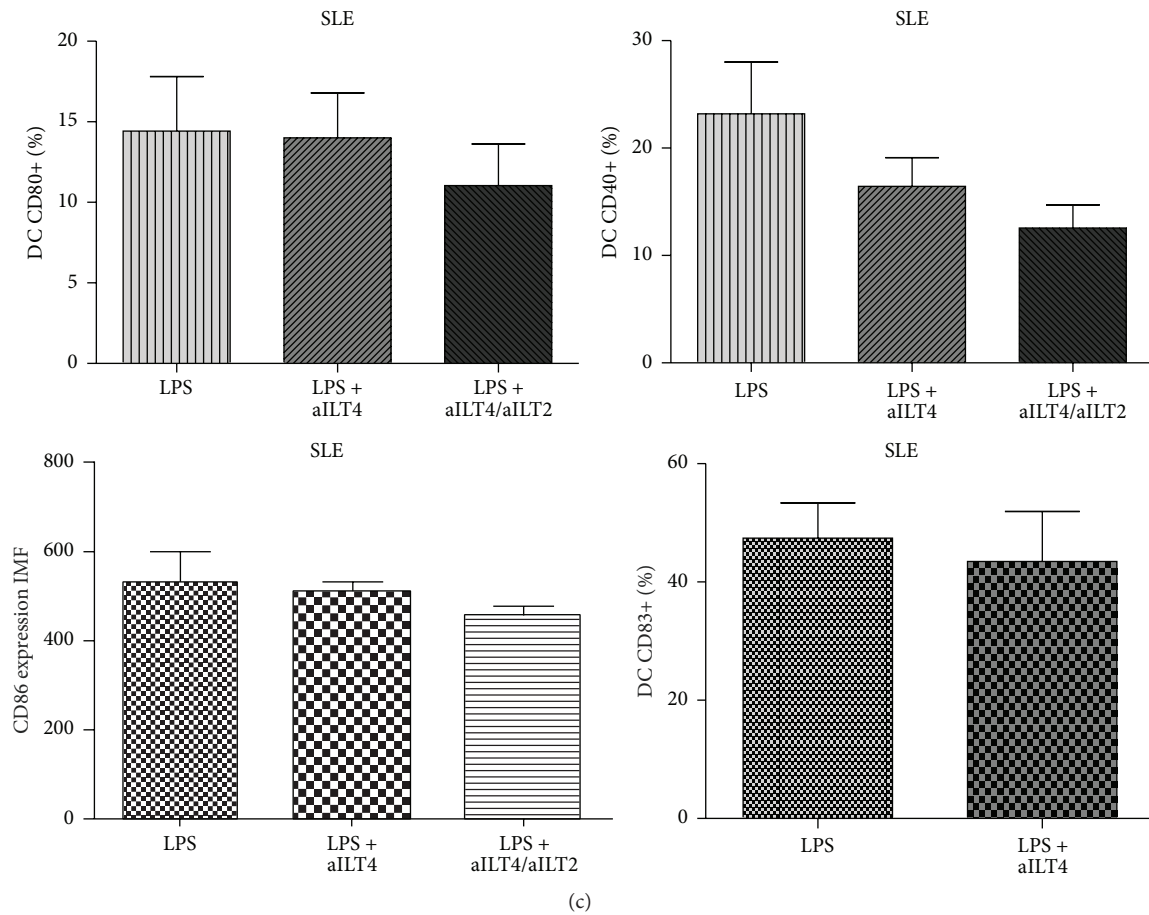 SLE
DC CD80+ (%)
20
15
10
5
0
LPS
LPS +
aILT4
LPS +
aILT4/aILT2
SLE
DC CD40+ (%)
30
20
10
0
LPS
LPS +
aILT4
LPS +
aILT4/aILT2
SLE
CD86 expression IMF
800
600
400
200
0
LPS
LPS +
aILT4
LPS +
aILT4/aILT2
SLE
DC CD83+ (%)
60
40
20
0
LPS
LPS +
aILT4
(c)